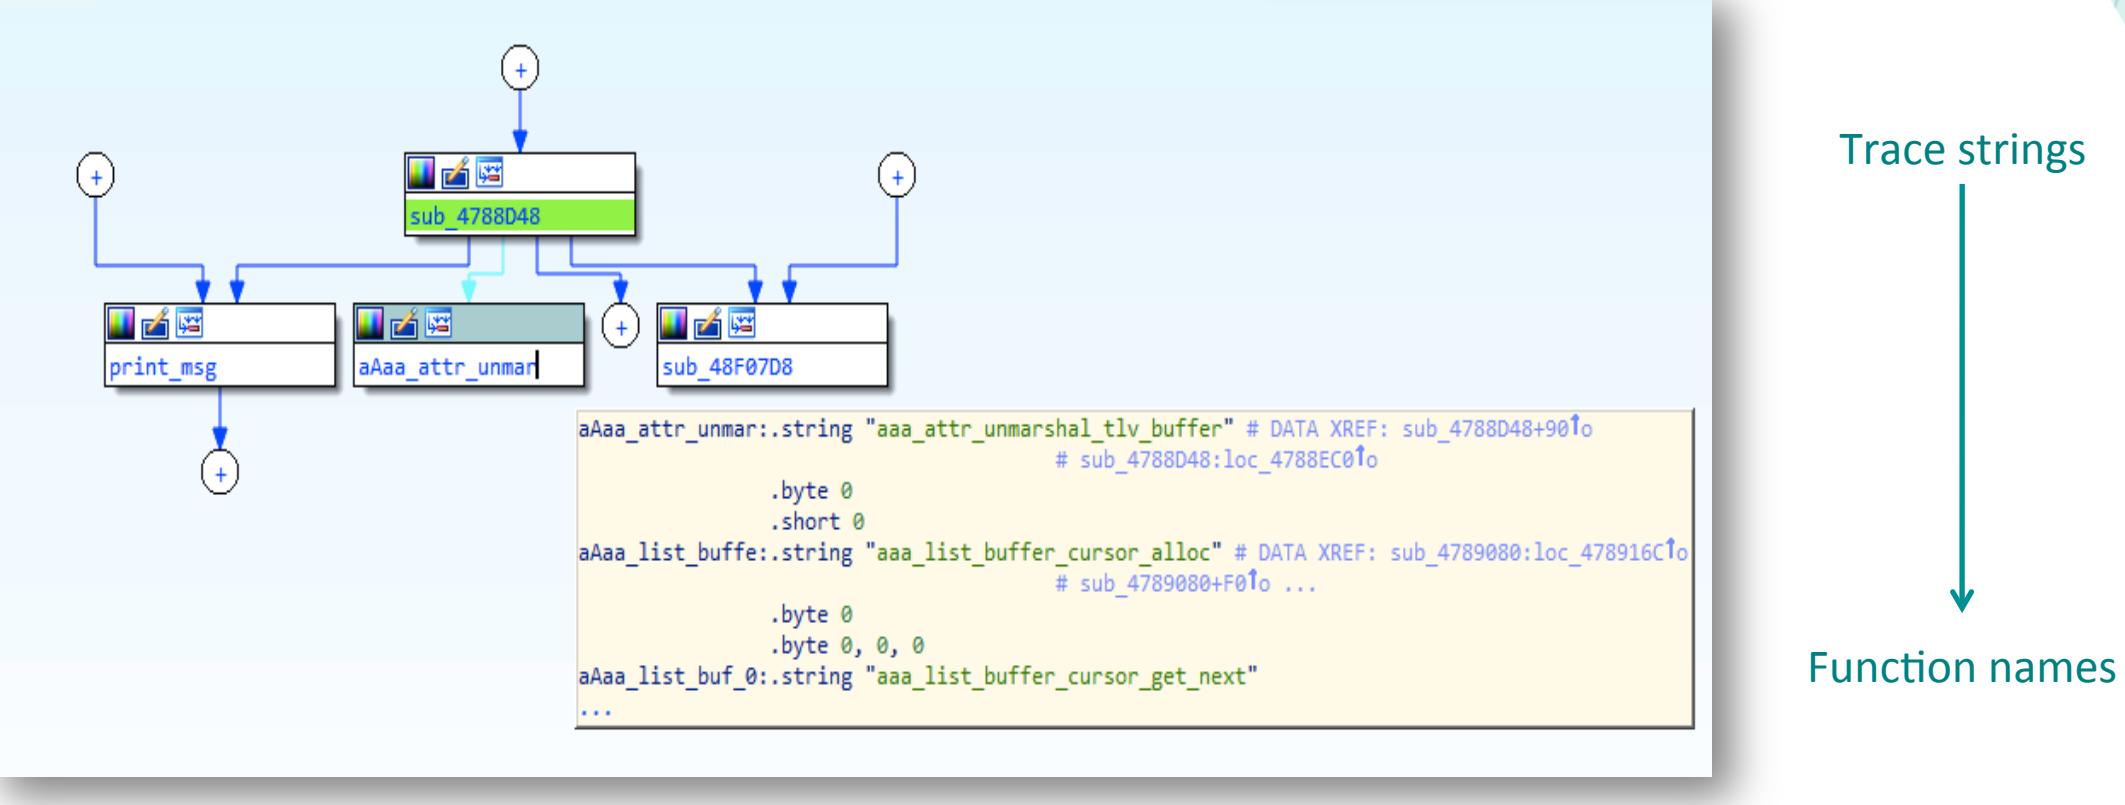 +
+
+
sub_4788D48
print_msg
aAaa_attr_unmar
+
sub_48F07D8
+
aAaa_attr_unmar:.string "aaa_attr_unmarshal_tlv_buffer" # DATA XREF: sub_4788D48+90↑o
# sub_4788D48:loc_4788EC0↑o
.byte 0
.short 0
aAaa_list_buffe:.string "aaa_list_buffer_cursor_alloc" # DATA XREF: sub_4789080:loc_478916C↑o
# sub_4789080+F0↑o ...
.byte 0
.byte 0, 0, 0
aAaa_list_buf_0:.string "aaa_list_buffer_cursor_get_next"
...
Trace strings
Function names